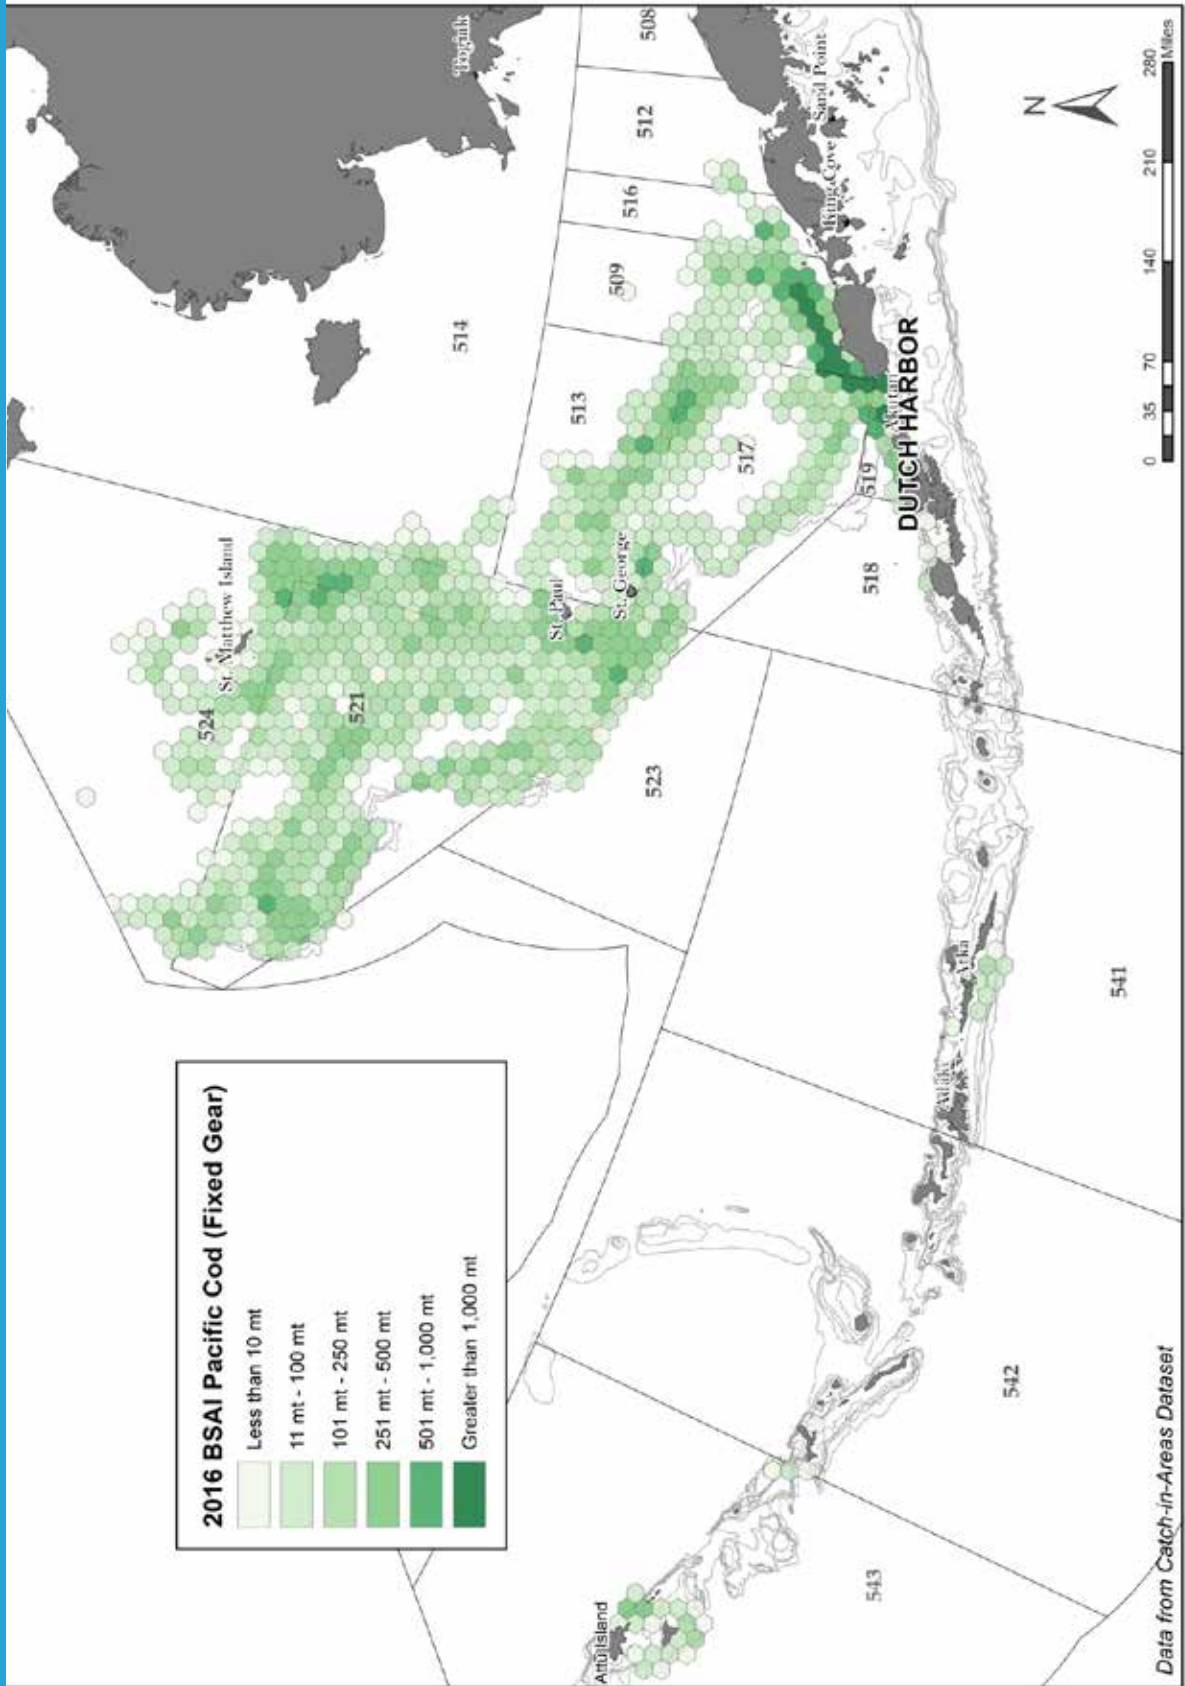 2016 BSAI Pacific Cod (Fixed Gear)
Less than 10 mt
11 mt - 100 mt
101 mt - 250 mt
251 mt - 500 mt
501 mt - 1,000 mt
Greater than 1,000 mt
524
St. Matthew Island
514
Togiak
521
St. Paul
St. George
513
509
516
512
508
523
517
519
518
Akutan
DUTCH HARBOR
King Cove
Sand Point
Attu Island
543
542
Adak
Atka
541
N
0 35 70 140 210 280
Miles
Data from Catch-in-Areas Dataset